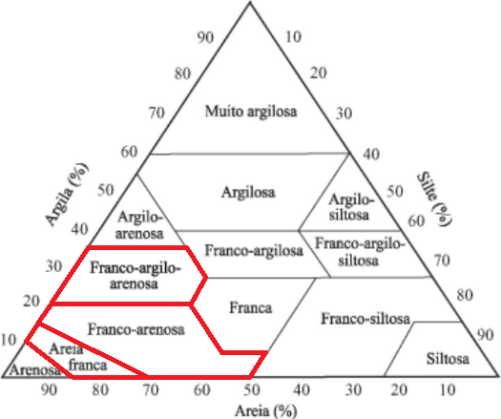 90
10
80
20
Muito argilosa
70
30
60
40
Argila (%)
Silte (%)
50
Argilosa
50
Argilo-
siltosa
Argilo-
arenosa
40
60
Franco-argilosa
Franco-argilo-
siltosa
30
Franco-argilo-
arenosa
70
20
Franca
80
Franco-arenosa
Franco-siltosa
10
90
Areia
franca
Arenosa
Siltosa
90
80
70
60
50
40
30
20
10
Areia (%)